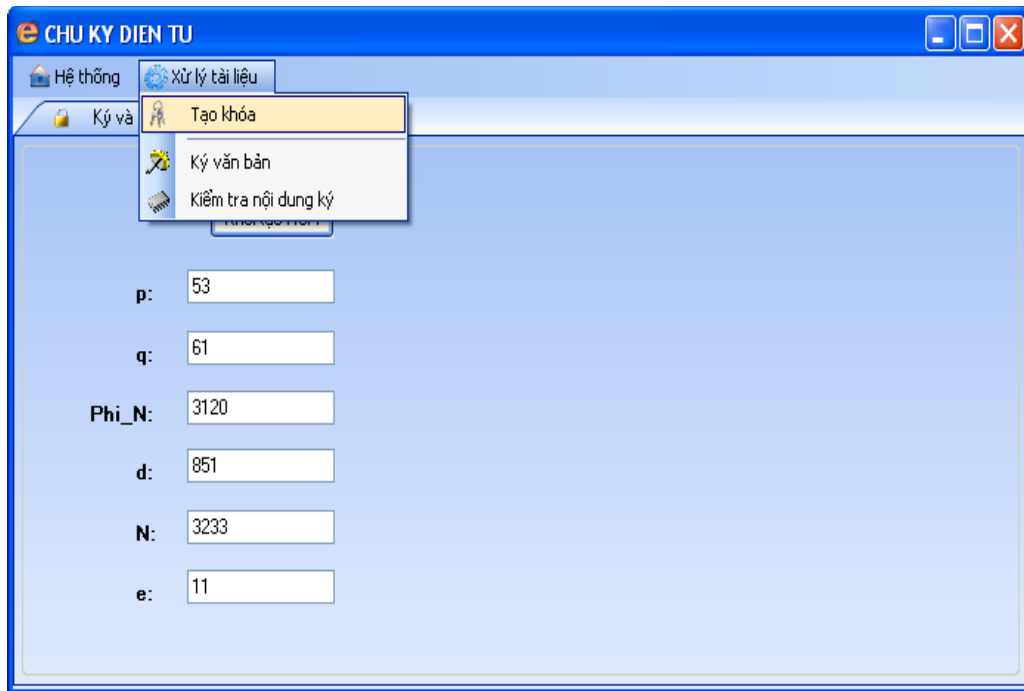 CHU KY DIEN TU
Hệ thống Xử lý tài liệu
Ký và
Tạo khóa
Ký văn bản
Kiểm tra nội dung ký
p: 53
q: 61
Phi_N: 3120
d: 851
N: 3233
e: 11